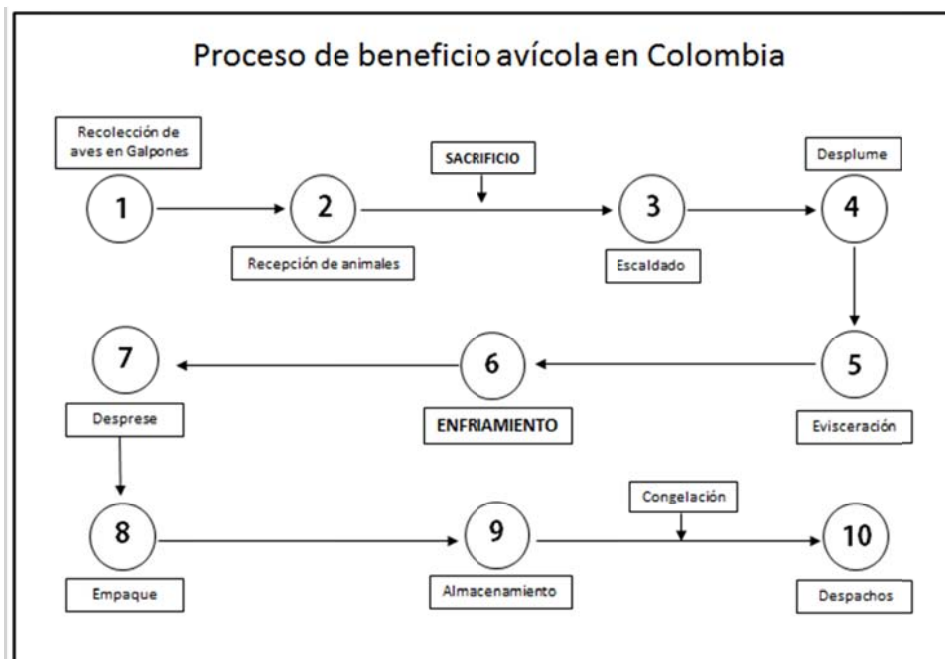 Proceso de beneficio avícola en Colombia
Recolección de
aves en Galpones
SACRIFICIO
Desplume
1
2
3
4
Recepción de animales
Escaldado
7
6
5
Desprese
ENFRIAMIENTO
Evisceración
Congelación
8
9
10
Empaque
Almacenamiento
Despachos